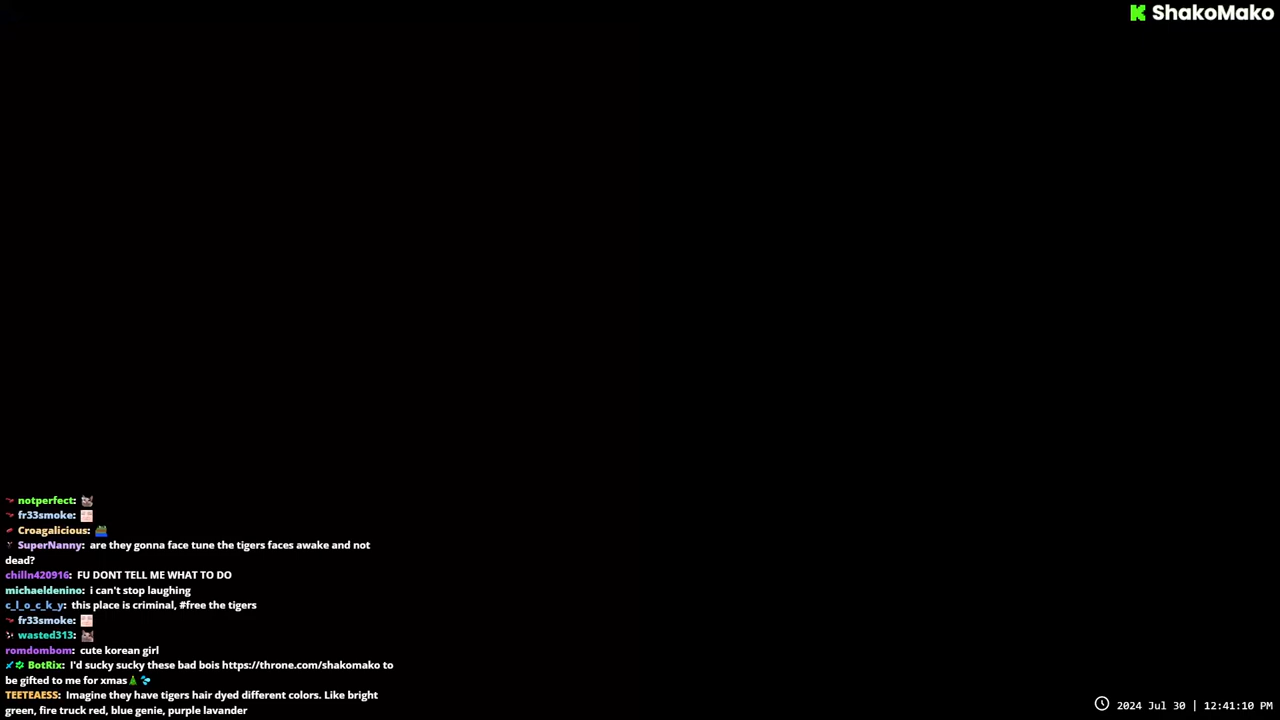 ShakoMako
notperfect:
fr33smoke:
Croagalicious:
SuperNanny: are they gonna face tune the tigers faces awake and not
dead?
chilln420916: FU DONT TELL ME WHAT TO DO
michaeldenino: i can't stop laughing
c_l_o_c_k_y: this place is criminal, #free the tigers
fr33smoke:
wasted313:
romdombom: cute korean girl
BotRix: I'd sucky sucky these bad bois https://throne.com/shakomako to
be gifted to me for xmas
TEETEAESS: Imagine they have tigers hair dyed different colors. Like bright
green, fire truck red, blue genie, purple lavander
2024 Jul 30 | 12:41:10 PM